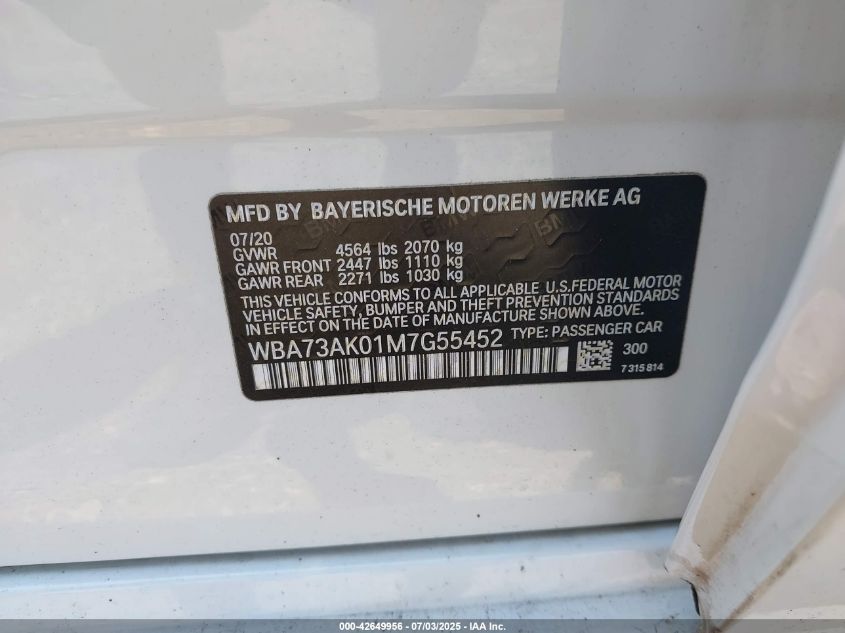 MFD BY BAYERISCHE MOTOREN WERKE AG
07/20
GVWR 4564 lbs 2070 kg
GAWR FRONT 2447 lbs 1110 kg
GAWR REAR 2271 lbs 1030 kg
THIS VEHICLE CONFORMS TO ALL APPLICABLE U.S.FEDERAL MOTOR
VEHICLE SAFETY, BUMPER AND THEFT PREVENTION STANDARDS
IN EFFECT ON THE DATE OF MANUFACTURE SHOWN ABOVE.
WBA73AK01M7G55452 TYPE: PASSENGER CAR
300
7 315 814
000-42649956 - 07/03/2025 - IAA Inc.